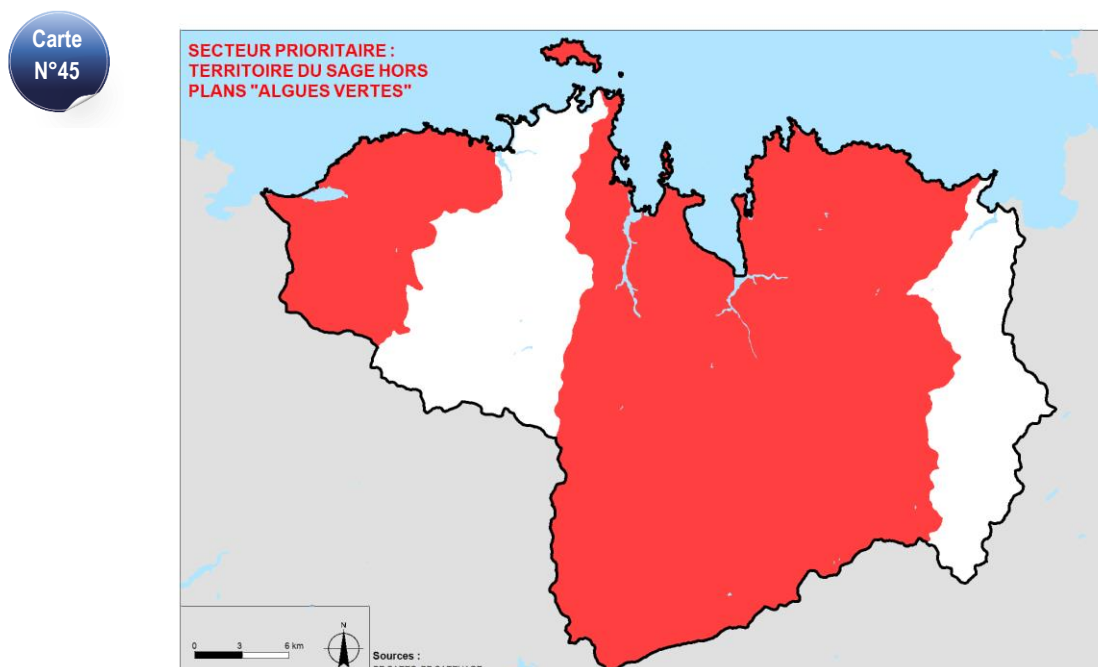 Carte
N°45
SECTEUR PRIORITAIRE :
TERRITOIRE DU SAGE HORS
PLANS "ALGUES VERTES"
N
0 3 6 km
Sources :